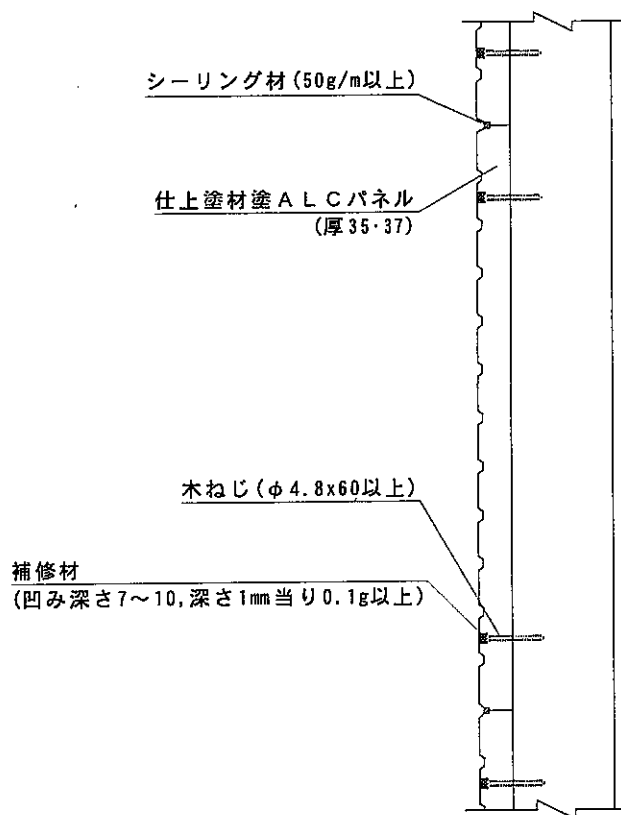 シーリング材(50g/m以上)
仕上塗材塗ALCパネル
(厚35・37)
木ねじ(φ4.8x60以上)
補修材
(凹み深さ7～10,深さ1mm当り0.1g以上)